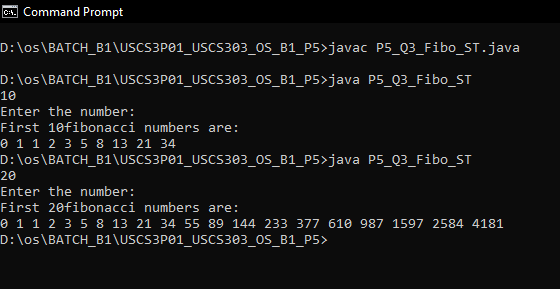 Command Prompt
D:\os\BATCH_B1\USCS3P01_USCS303_OS_B1_P5>javac P5_Q3_Fibo_ST.java
D:\os\BATCH_B1\USCS3P01_USCS303_OS_B1_P5>java P5_Q3_Fibo_ST
10
Enter the number:
First 10fibonacci numbers are:
0 1 1 2 3 5 8 13 21 34
D:\os\BATCH_B1\USCS3P01_USCS303_OS_B1_P5>java P5_Q3_Fibo_ST
20
Enter the number:
First 20fibonacci numbers are:
0 1 1 2 3 5 8 13 21 34 55 89 144 233 377 610 987 1597 2584 4181
D:\os\BATCH_B1\USCS3P01_USCS303_OS_B1_P5>